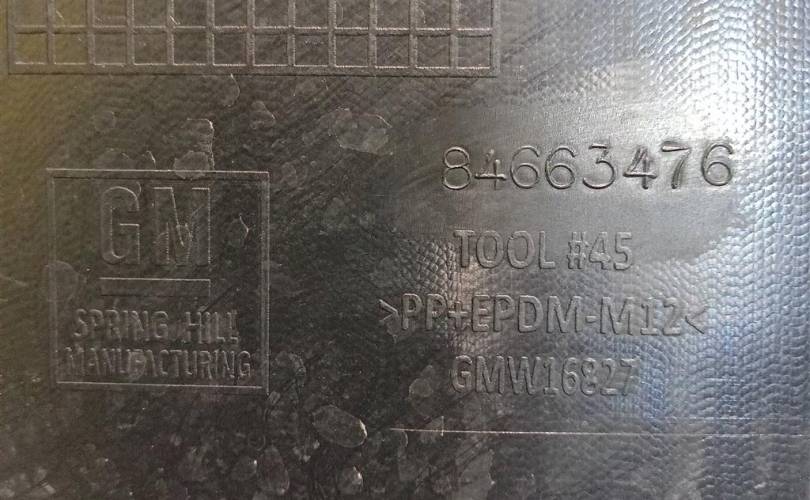 GM
SPRING HILL
MANUFACTURING
84663476
TOOL #45
>PP+EPDM-M12<
GMW16827